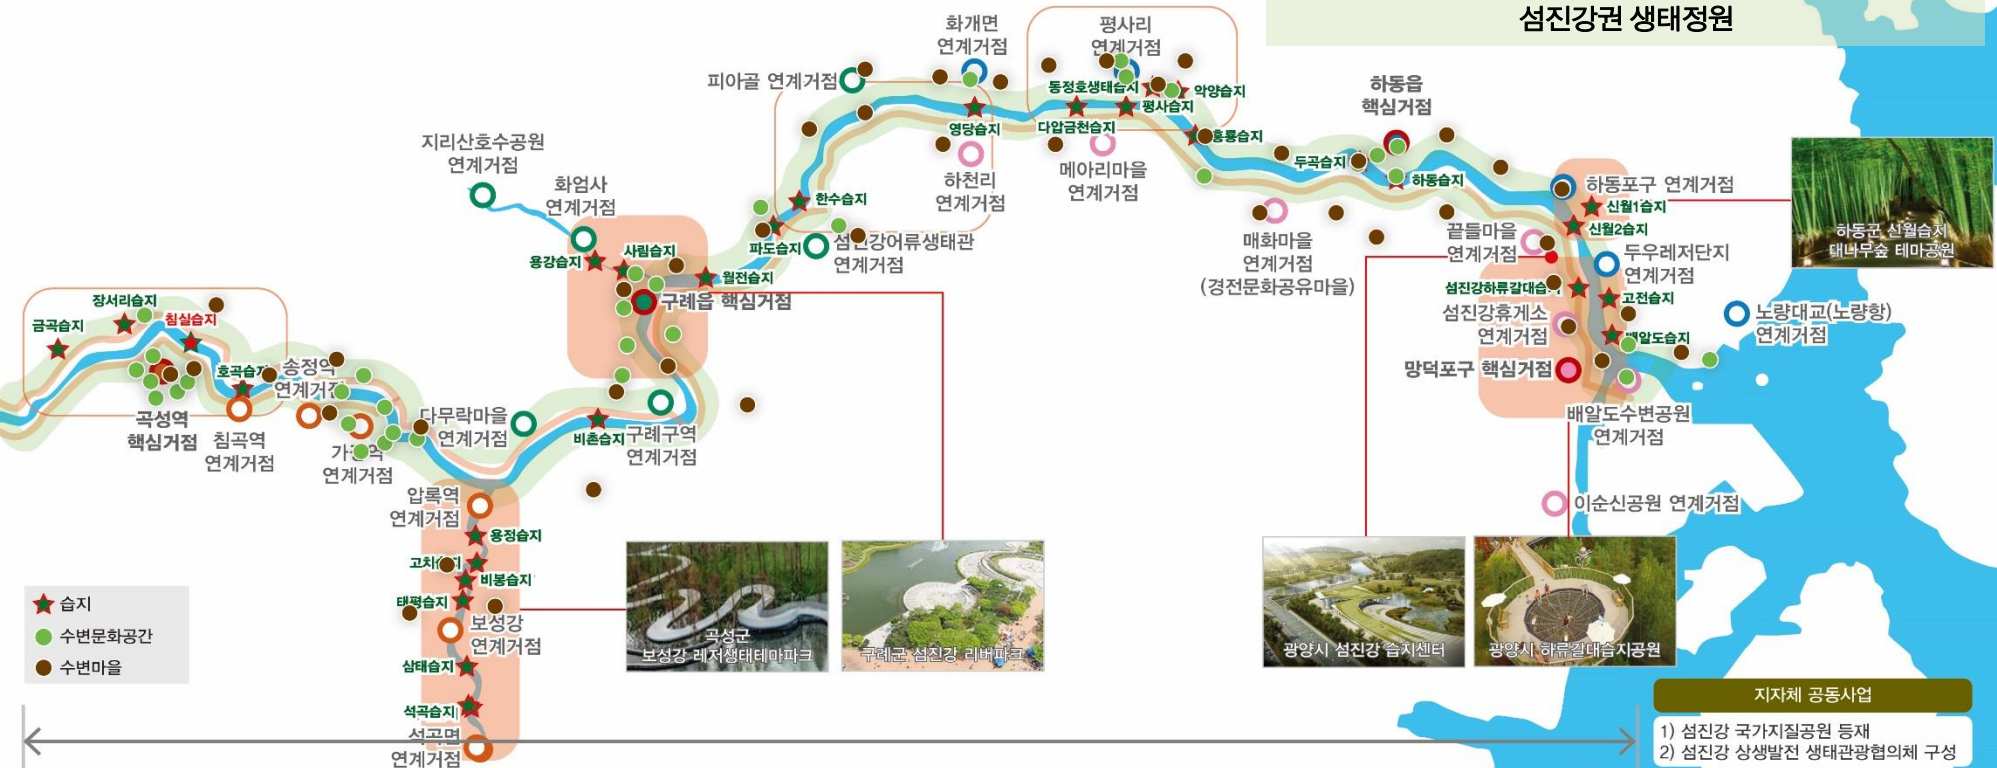 섬진강권 생태정원
화개면
연계거점
평사리
연계거점
피아골 연계거점
하동읍
핵심거점
동정호생태습지
악양습지
평사습지
영당습지
다압금천습지
흥룡습지
지리산호수공원
연계거점
화엄사
연계거점
하천리
연계거점
메아리마을
연계거점
두곡습지
하동습지
하동포구 연계거점
신월1습지
신월2습지
하동군 신월습지
대나무숲 테마공원
한수습지
파도습지
섬진강어류생태관
연계거점
매화마을
연계거점
(경전문화공유마을)
끝들마을
연계거점
두우레저단지
연계거점
용강습지
사림습지
월전습지
구례읍 핵심거점
섬진강하류갈대습지
고전습지
섬진강휴게소
연계거점
노량대교(노량항)
연계거점
배알도습지
망덕포구 핵심거점
배알도수변공원
연계거점
이순신공원 연계거점
장서리습지
금곡습지
침실습지
호곡습지
송정역
연계거점
곡성역
핵심거점
침곡역
연계거점
가정역
연계거점
다무락마을
연계거점
비촌습지
구례구역
연계거점
압록역
연계거점
용정습지
비봉습지
태평습지
보성강
연계거점
삼태습지
석곡습지
석곡면
연계거점
곡성군
보성강 레저생태테마파크
구례군 섬진강 리버파크
광양시 섬진강 습지센터
광양시 하류갈대습지공원
습지
수변문화공간
수변마을
지자체 공동사업
1) 섬진강 국가지질공원 등재
2) 섬진강 상생발전 생태관광협의체 구성